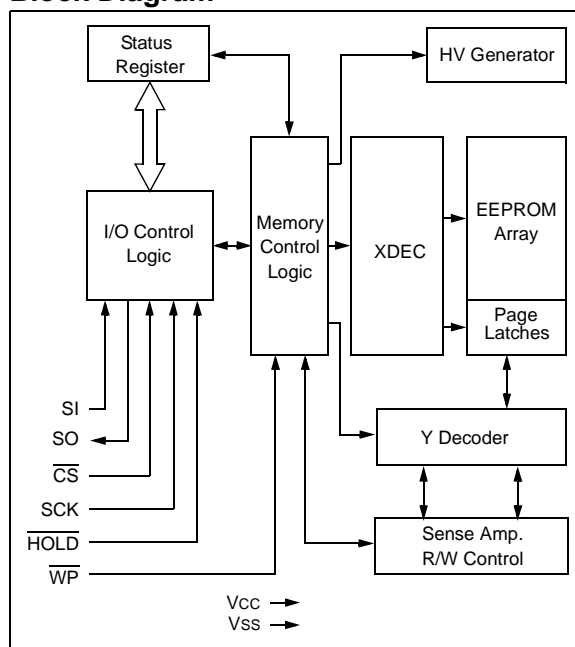 Block Diagram
Status
Register
HV Generator
I/O Control
Logic
Memory
Control
Logic
XDEC
EEPROM
Array
Page
Latches
SI
SO
CS
SCK
HOLD
WP
Y Decoder
Sense Amp.
R/W Control
VCC
VSS